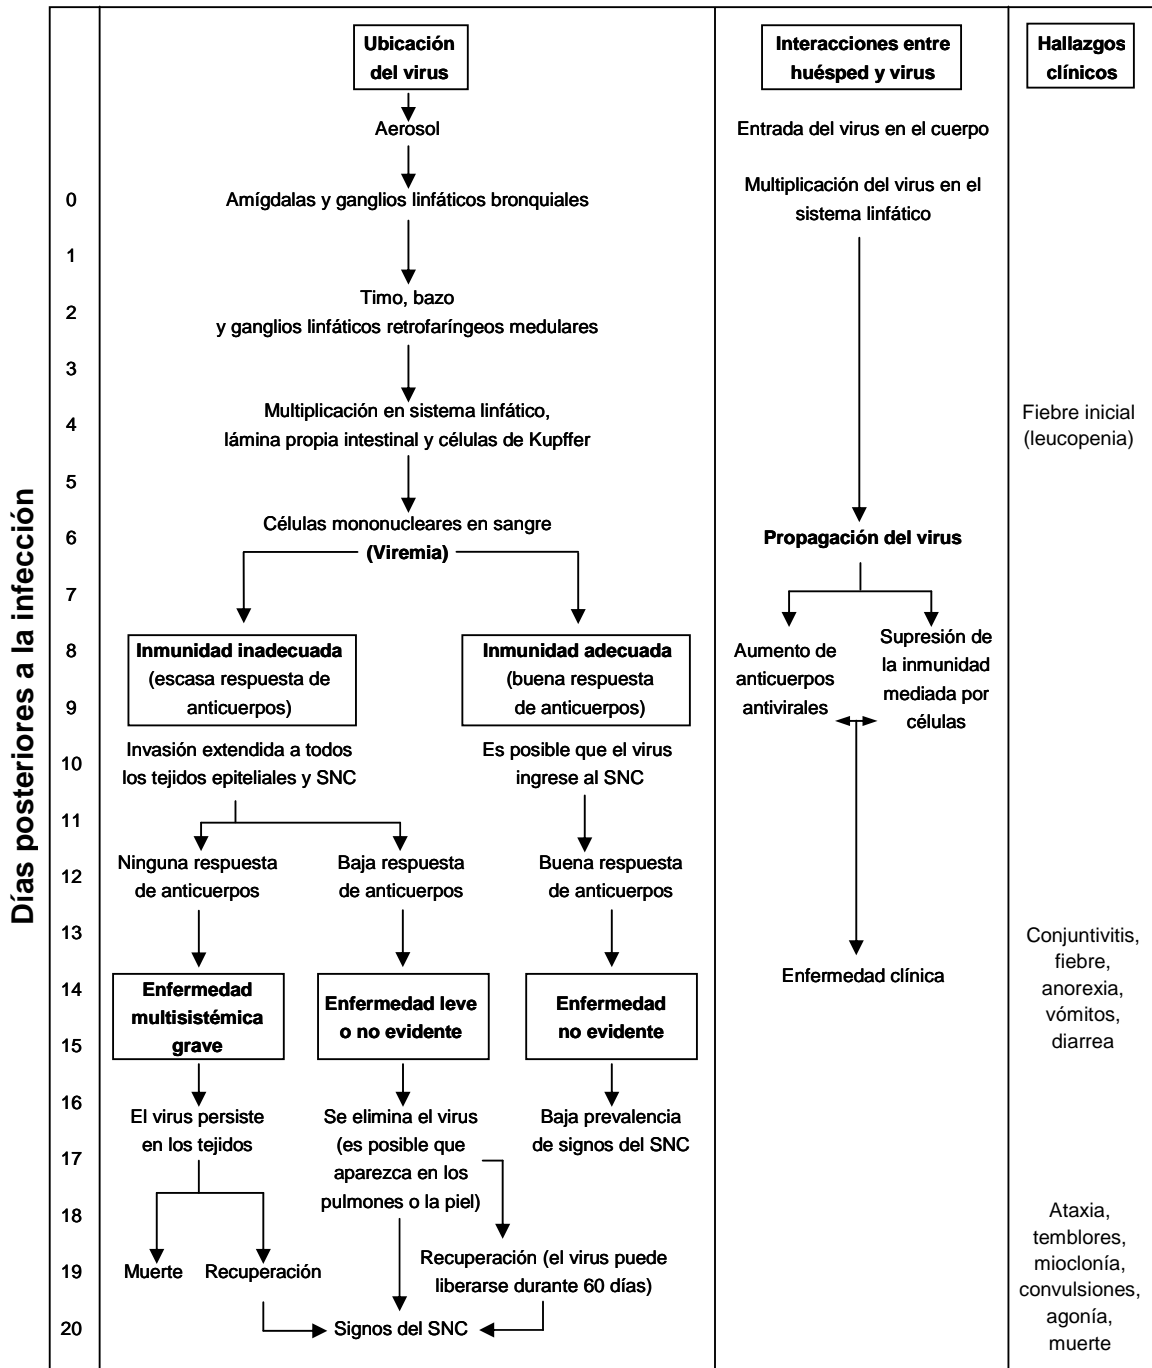 Días posteriores a la infección
0
1
2
3
4
5
6
7
8
9
10
11
12
13
14
15
16
17
18
19
20
Ubicación
del virus
Aerosol
Amígdalas y ganglios linfáticos bronquiales
Timo, bazo
y ganglios linfáticos retrofaríngeos medulares
Multiplicación en sistema linfático,
lámina propia intestinal y células de Kupffer
Células mononucleares en sangre
(Viremia)
Inmunidad inadecuada
(escasa respuesta de
anticuerpos)
Inmunidad adecuada
(buena respuesta
de anticuerpos)
Invasión extendida a todos
los tejidos epiteliales y SNC
Es posible que el virus
ingrese al SNC
Ninguna respuesta
de anticuerpos
Baja respuesta
de anticuerpos
Buena respuesta
de anticuerpos
Enfermedad
multisistémica
grave
Enfermedad leve
o no evidente
Enfermedad
no evidente
El virus persiste
en los tejidos
Se elimina el virus
(es posible que
aparezca en los
pulmones o la piel)
Baja prevalencia
de signos del SNC
Muerte
Recuperación
Recuperación (el virus puede
liberarse durante 60 días)
Signos del SNC
Interacciones entre
huésped y virus
Entrada del virus en el cuerpo
Multiplicación del virus en el
sistema linfático
Propagación del virus
Aumento de
anticuerpos
antivirales
Supresión de
la inmunidad
mediada por
células
Enfermedad clínica
Hallazgos
clínicos
Fiebre inicial
(leucopenia)
Conjuntivitis,
fiebre,
anorexia,
vómitos,
diarrea
Ataxia,
temblores,
mioclonía,
convulsiones,
agonía,
muerte